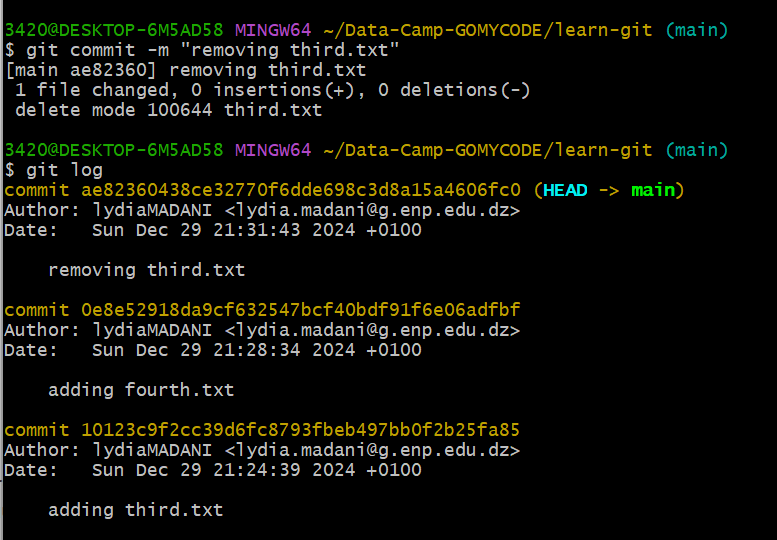 3420@DESKTOP-6M5AD58 MINGW64 ~/Data-Camp-GOMYCODE/learn-git (main)
$ git commit -m "removing third.txt"
[main ae82360] removing third.txt
 1 file changed, 0 insertions(+), 0 deletions(-)
 delete mode 100644 third.txt

3420@DESKTOP-6M5AD58 MINGW64 ~/Data-Camp-GOMYCODE/learn-git (main)
$ git log
commit ae82360438ce32770f6dde698c3d8a15a4606fc0 (HEAD -> main)
Author: lydiaMADANI <lydia.madani@g.enp.edu.dz>
Date:   Sun Dec 29 21:31:43 2024 +0100

    removing third.txt

commit 0e8e52918da9cf632547bcf40bdf91f6e06adfbf
Author: lydiaMADANI <lydia.madani@g.enp.edu.dz>
Date:   Sun Dec 29 21:28:34 2024 +0100

    adding fourth.txt

commit 10123c9f2cc39d6fc8793fbeb497bb0f2b25fa85
Author: lydiaMADANI <lydia.madani@g.enp.edu.dz>
Date:   Sun Dec 29 21:24:39 2024 +0100

    adding third.txt